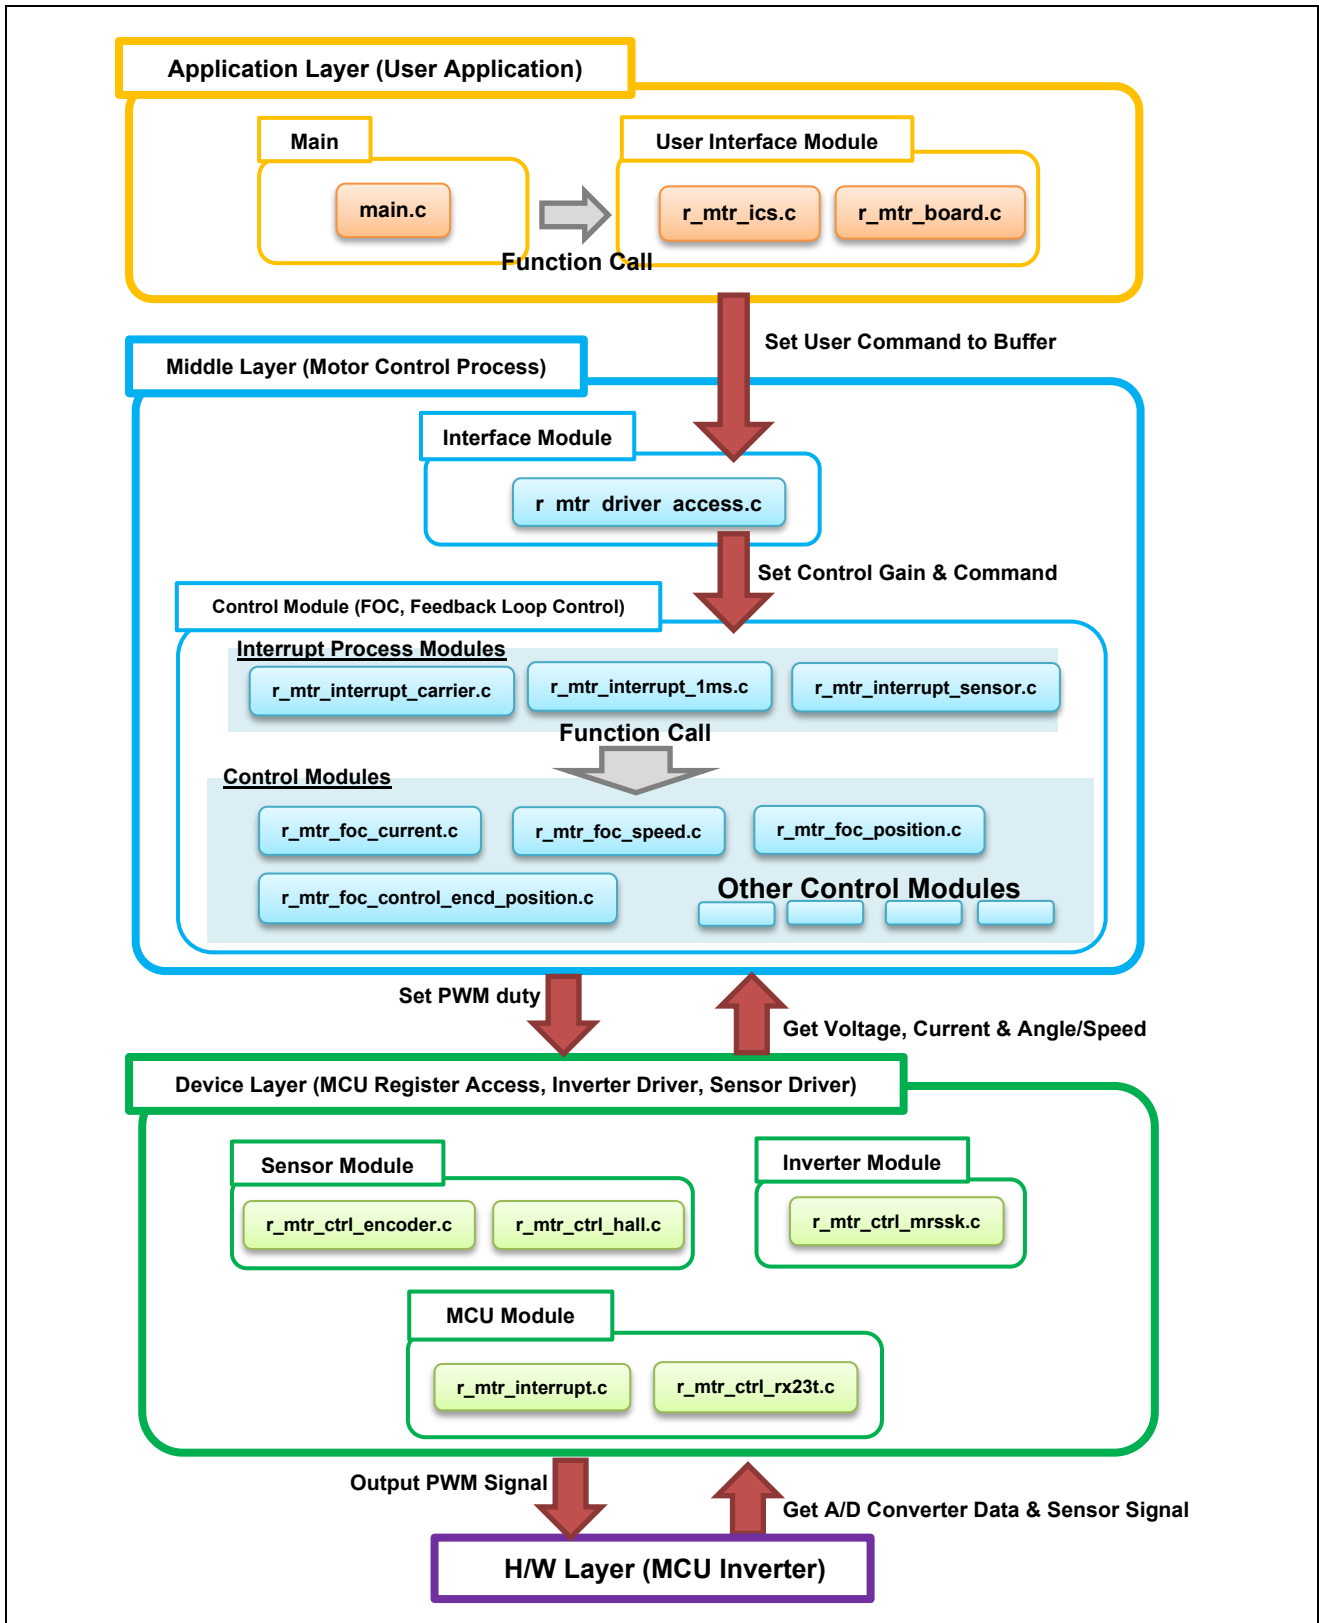 Application Layer (User Application)
Main
User Interface Module
main.c
r_mtr_ics.c
r_mtr_board.c
Function Call
Set User Command to Buffer
Middle Layer (Motor Control Process)
Interface Module
r_mtr_driver_access.c
Set Control Gain & Command
Control Module (FOC, Feedback Loop Control)
Interrupt Process Modules
r_mtr_interrupt_carrier.c
r_mtr_interrupt_1ms.c
r_mtr_interrupt_sensor.c
Function Call
Control Modules
r_mtr_foc_current.c
r_mtr_foc_speed.c
r_mtr_foc_position.c
r_mtr_foc_control_encd_position.c
Other Control Modules
Set PWM duty
Get Voltage, Current & Angle/Speed
Device Layer (MCU Register Access, Inverter Driver, Sensor Driver)
Sensor Module
Inverter Module
r_mtr_ctrl_encoder.c
r_mtr_ctrl_hall.c
r_mtr_ctrl_mrssk.c
MCU Module
r_mtr_interrupt.c
r_mtr_ctrl_rx23t.c
Output PWM Signal
Get A/D Converter Data & Sensor Signal
H/W Layer (MCU Inverter)